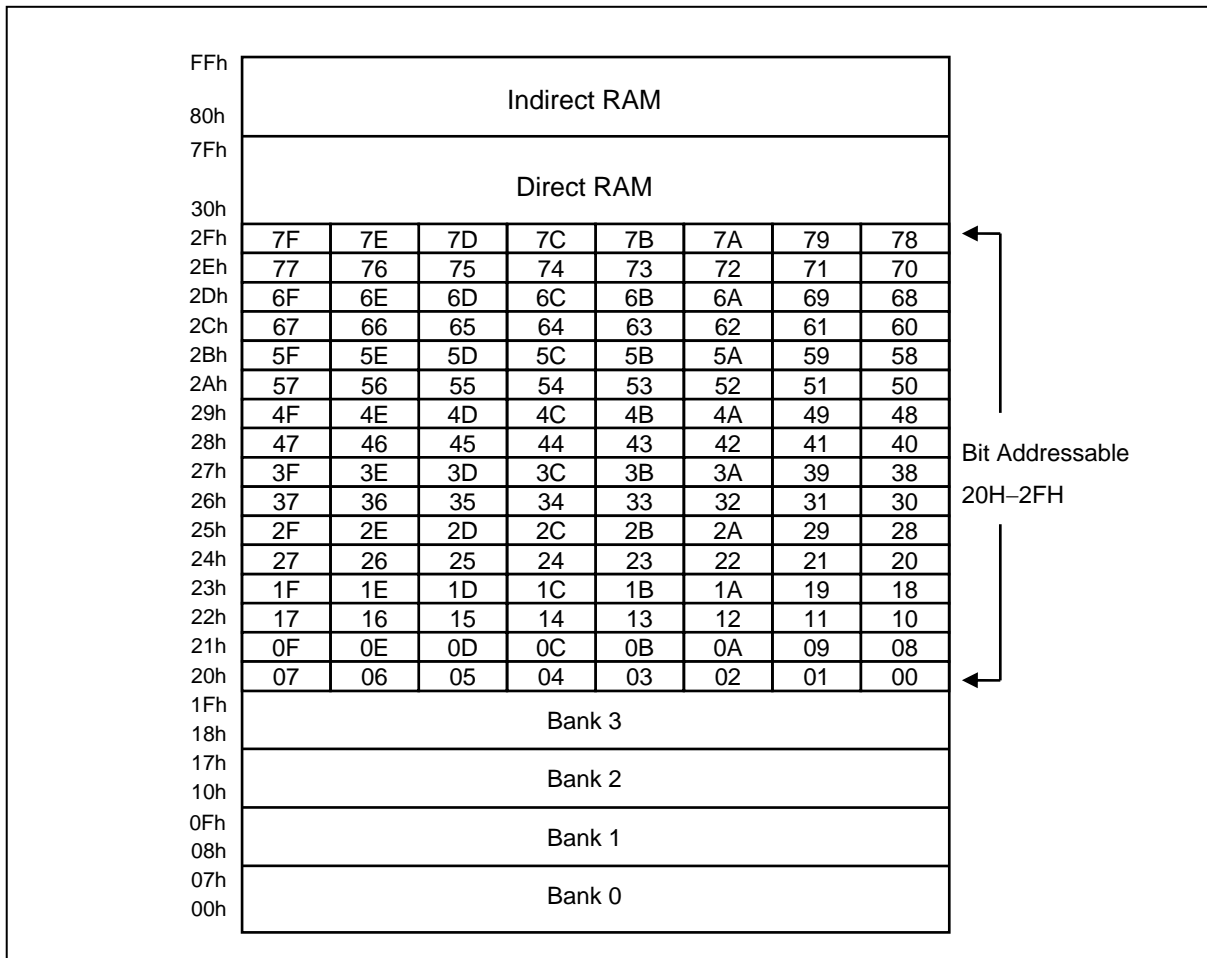 FFh
Indirect RAM
80h
7Fh
Direct RAM
30h
2Fh 7F 7E 7D 7C 7B 7A 79 78
2Eh 77 76 75 74 73 72 71 70
2Dh 6F 6E 6D 6C 6B 6A 69 68
2Ch 67 66 65 64 63 62 61 60
2Bh 5F 5E 5D 5C 5B 5A 59 58
2Ah 57 56 55 54 53 52 51 50
29h 4F 4E 4D 4C 4B 4A 49 48
28h 47 46 45 44 43 42 41 40
27h 3F 3E 3D 3C 3B 3A 39 38
26h 37 36 35 34 33 32 31 30
25h 2F 2E 2D 2C 2B 2A 29 28
24h 27 26 25 24 23 22 21 20
23h 1F 1E 1D 1C 1B 1A 19 18
22h 17 16 15 14 13 12 11 10
21h 0F 0E 0D 0C 0B 0A 09 08
20h 07 06 05 04 03 02 01 00
Bit Addressable
20H–2FH
1Fh
Bank 3
18h
17h
Bank 2
10h
0Fh
Bank 1
08h
07h
Bank 0
00h